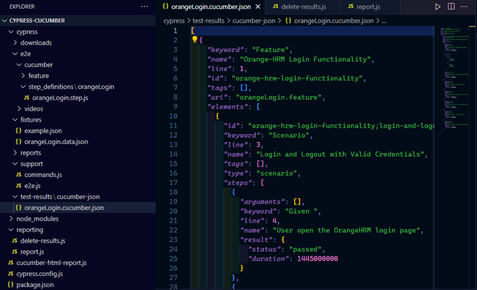 EXPLORER
CYPRESS-CUCUMBER
cypress
downloads
e2e
cucumber
feature
step_definitions \ orangeLogin
orangeLogin.step.js
videos
fixtures
example.json
orangeLogin.data.json
reports
support
commands.js
e2e.js
test-results \ cucumber-json
orangeLogin.cucumber.json
node_modules
reporting
delete-results.js
report.js
cucumber-html-report.js
cypress.config.js
package.json
orangeLogin.cucumber.json
delete-results.js
report.js
cypress > test-results > cucumber-json > orangeLogin.cucumber.json > ...
1 [
2 {
3 "keyword": "Feature",
4 "name": "Orange-HRM Login Functionality",
5 "line": 1,
6 "id": "orange-hrm-login-functionality",
7 "tags": [],
8 "uri": "orangeLogin.feature",
9 "elements": [
10 {
11 "id": "orange-hrm-login-functionality;login-and-logo
12 "keyword": "Scenario",
13 "line": 3,
14 "name": "Login and Logout with Valid Credentials",
15 "tags": [],
16 "type": "scenario",
17 "steps": [
18 {
19 "arguments": [],
20 "keyword": "Given ",
21 "line": 4,
22 "name": "User open the OrangeHRM login page",
23 "result": {
24 "status": "passed",
25 "duration": 1445000000
26 }
27 },
28 {